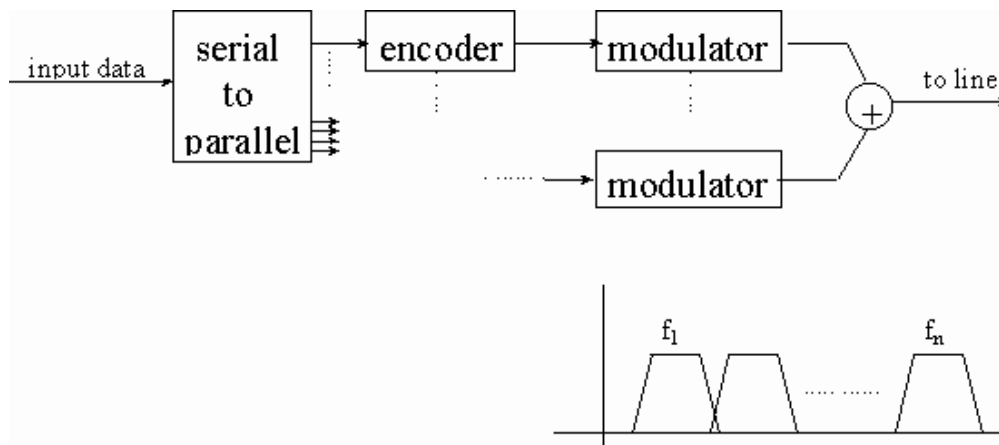 input data
serial
to
parallel
encoder
modulator
+
to line
modulator
f1
fn